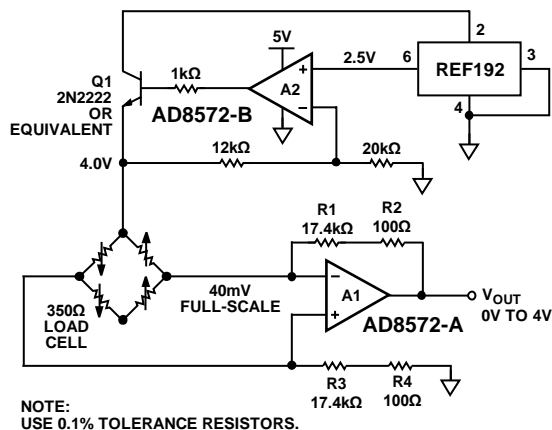 2
5V
1kΩ
A2
+
−
2.5V
6
REF192
3
4
Q1
2N2222
OR
EQUIVALENT
AD8572-B
4.0V
12kΩ
20kΩ
R1
17.4kΩ
R2
100Ω
350Ω
LOAD
CELL
40mV
FULL-SCALE
−
A1
+
AD8572-A
VOUT
0V TO 4V
R3
17.4kΩ
R4
100Ω
NOTE:
USE 0.1% TOLERANCE RESISTORS.